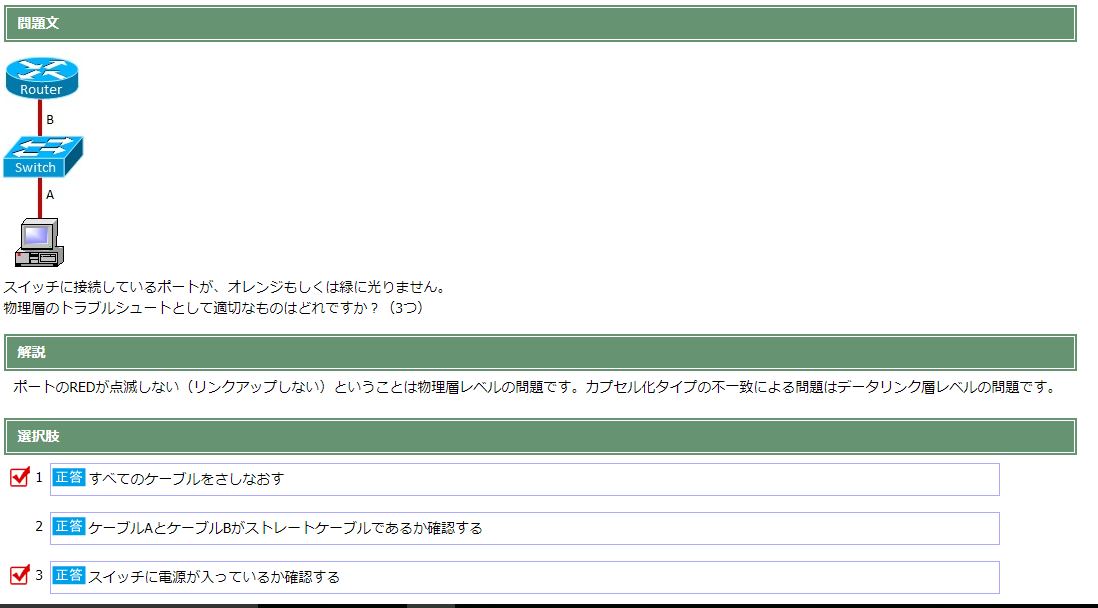 問題文
Router
B
Switch
A
スイッチに接続しているポートが、オレンジもしくは緑に光りません。
物理層のトラブルシュートとして適切なものはどれですか？（3つ）
解説
ポートのREDが点滅しない（リンクアップしない）ということは物理層レベルの問題です。カプセル化タイプの不一致による問題はデータリンク層レベルの問題です。
選択肢
1 正答 すべてのケーブルをさしなおす
2 正答 ケーブルAとケーブルBがストレートケーブルであるか確認する
3 正答 スイッチに電源が入っているか確認する